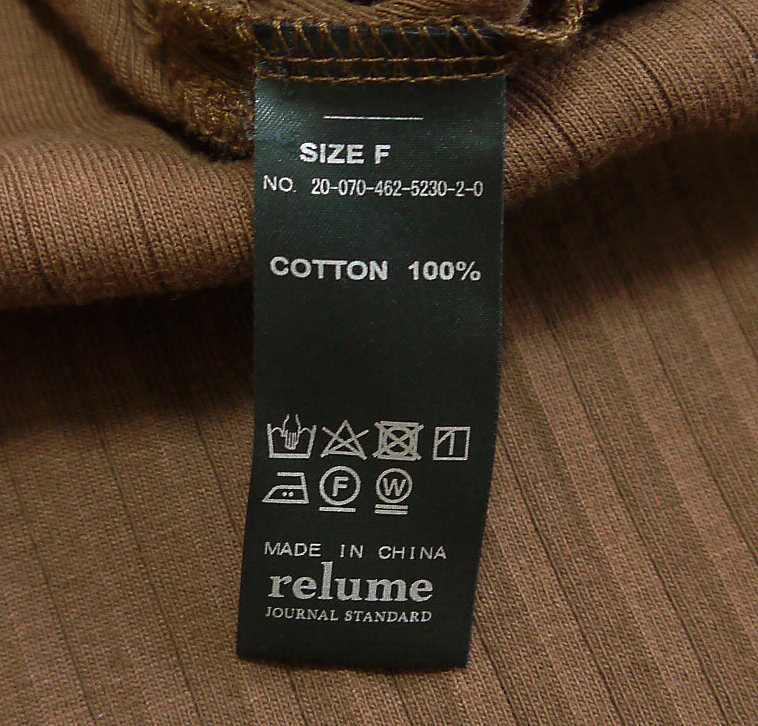 SIZE F
NO. 20-070-462-5230-2-0
COTTON 100%
F W
MADE IN CHINA
relume
JOURNAL STANDARD